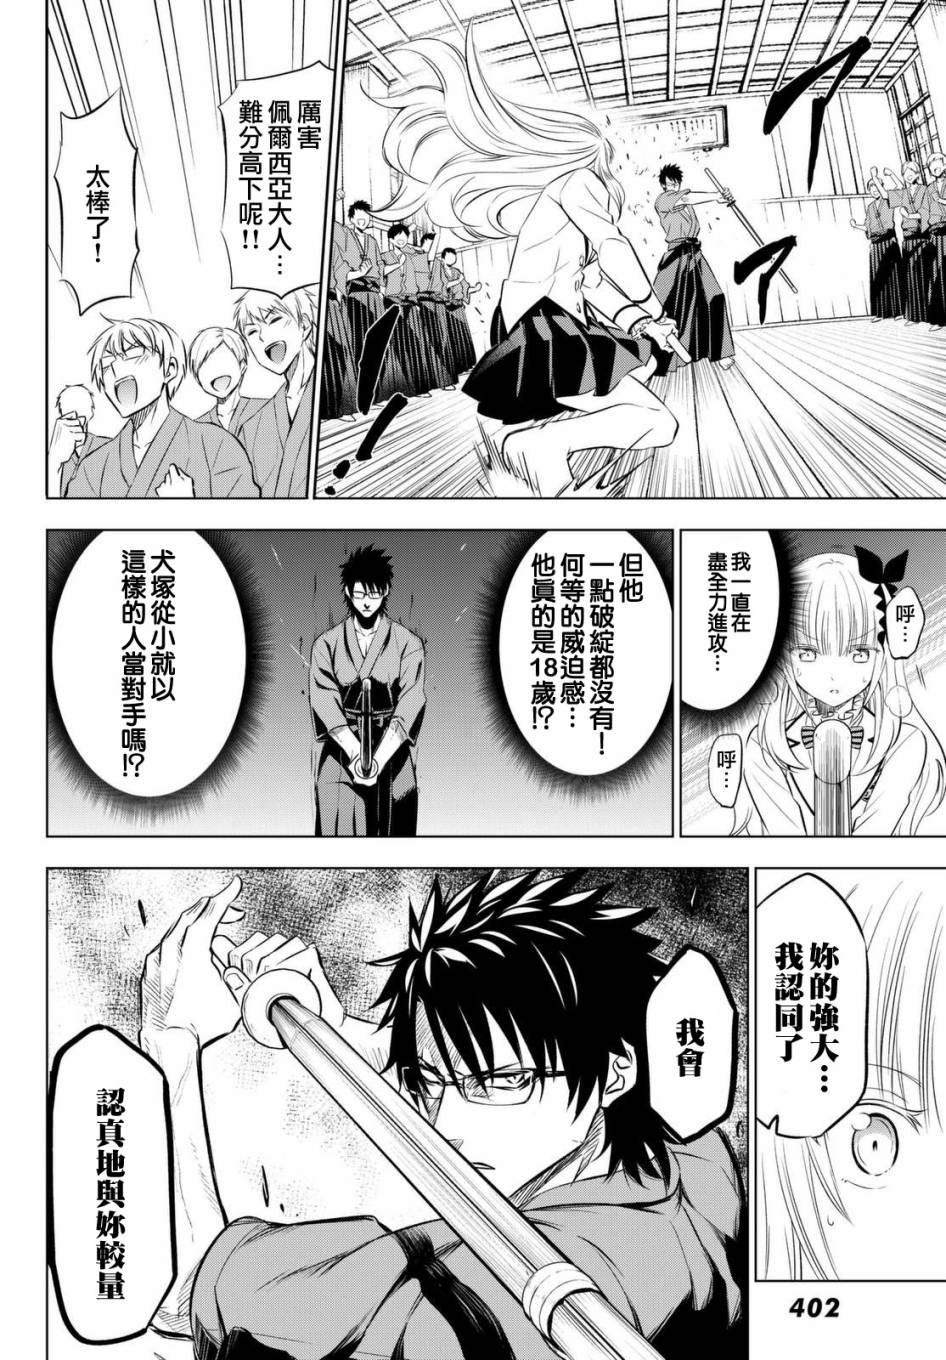 厲害
佩爾西亞大人…
難分高下呢!!
太棒了！
呼…
我一直在
盡全力進攻…
呼…
但他
一點破綻都沒有！
何等的威迫感…
他眞的是18歲!?
犬塚從小就以
這樣的人當對手嗎!?
妳的強大…
我認同了
我會
認真地與妳較量
402